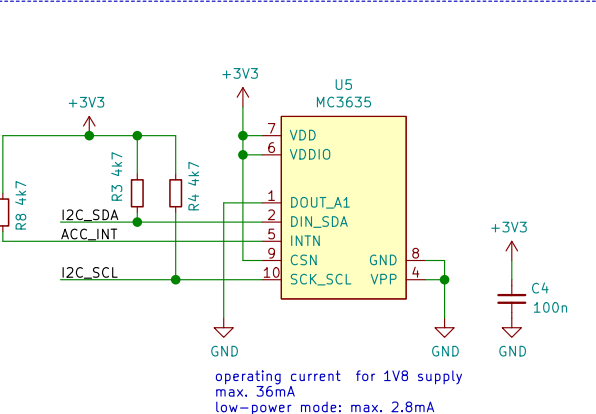 +3V3
U5
MC3635
+3V3
7 VDD
6 VDDIO
R3 4k7
R4 4k7
R8 4k7
1 DOUT_A1
I2C_SDA
2 DIN_SDA
ACC_INT
5 INTN
+3V3
9 CSN
GND 8
I2C_SCL
10 SCK_SCL
VPP 4
C4
100n
GND
GND
GND
operating current  for 1V8 supply
max. 36mA
low-power mode: max. 2.8mA